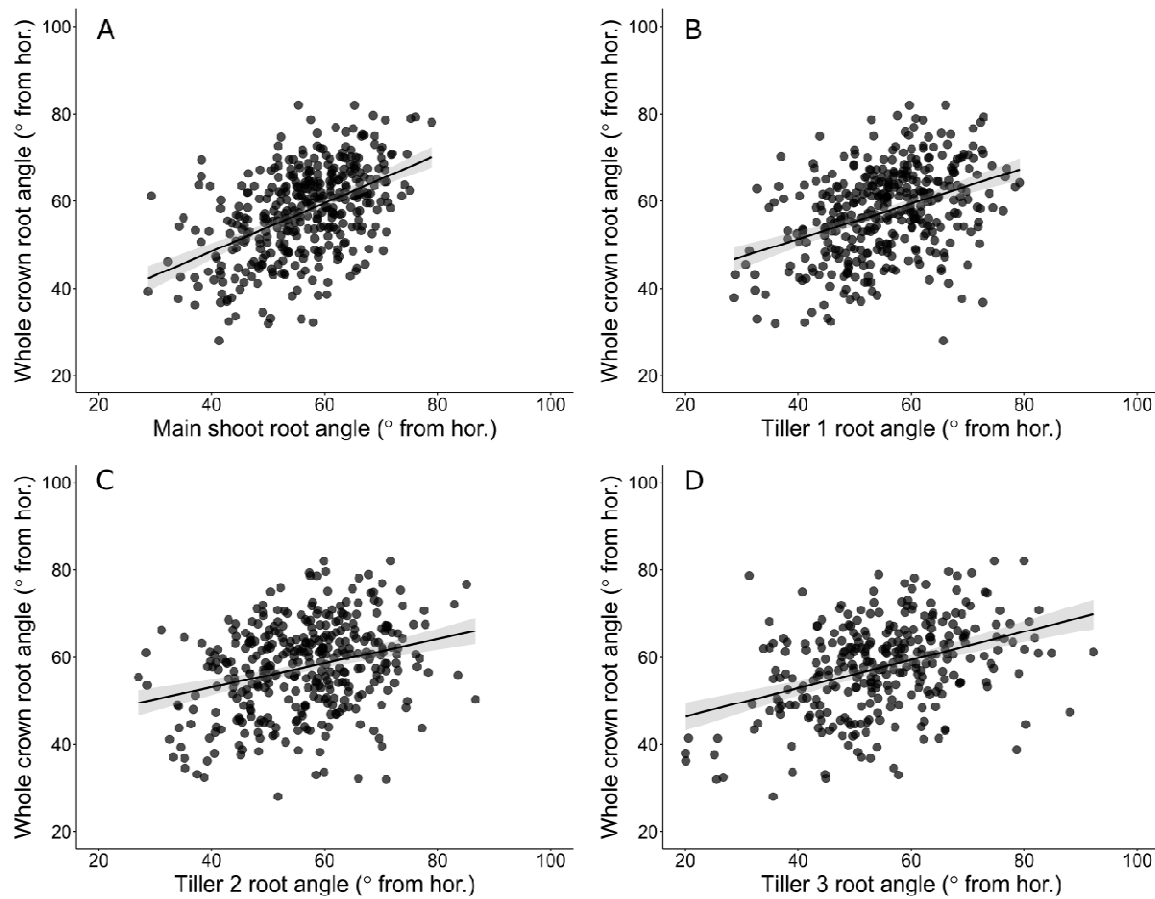 A
Whole crown root angle (° from hor.)
100
80
60
40
20
20 40 60 80 100
Main shoot root angle (° from hor.)
B
Whole crown root angle (° from hor.)
100
80
60
40
20
20 40 60 80 100
Tiller 1 root angle (° from hor.)
C
Whole crown root angle (° from hor.)
100
80
60
40
20
20 40 60 80 100
Tiller 2 root angle (° from hor.)
D
Whole crown root angle (° from hor.)
100
80
60
40
20
20 40 60 80 100
Tiller 3 root angle (° from hor.)